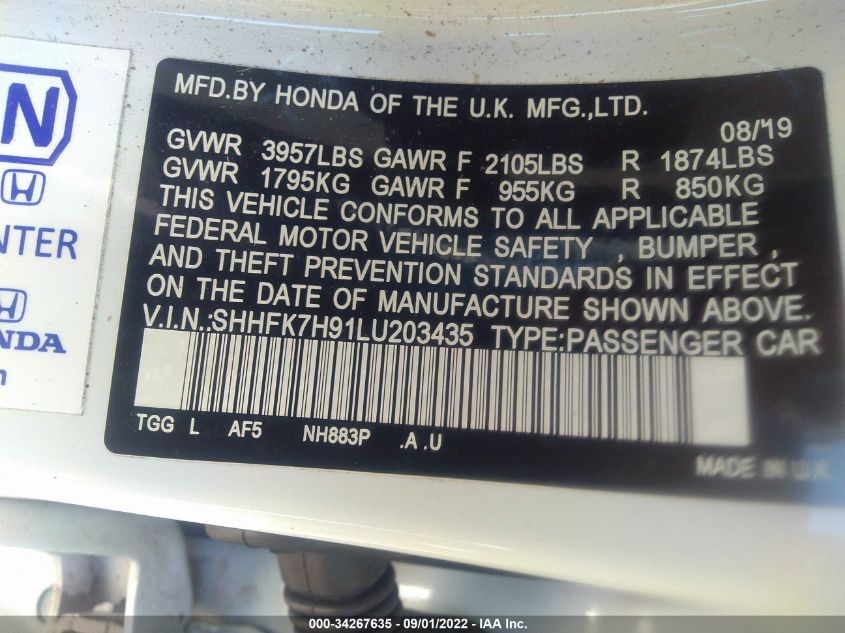 N
NTER
NDA
MFD.BY HONDA OF THE U.K. MFG.,LTD.
08/'19
GVWR 3957LBS GAWR F 2105LBS R 1874LBS
GVWR 1795KG GAWR F 955KG R 850KG
THIS VEHICLE CONFORMS TO ALL APPLICABLE
FEDERAL MOTOR VEHICLE SAFETY , BUMPER ,
AND THEFT PREVENTION STANDARDS IN EFFECT
ON THE DATE OF MANUFACTURE SHOWN ABOVE.
V.I.N.:SHHFK7H91LU203435 TYPE:PASSENGER CAR
TGG L AF5 NH883P .A .U
MADE IN U.K.
000-34267635 - 09/01/2022 - IAA Inc.